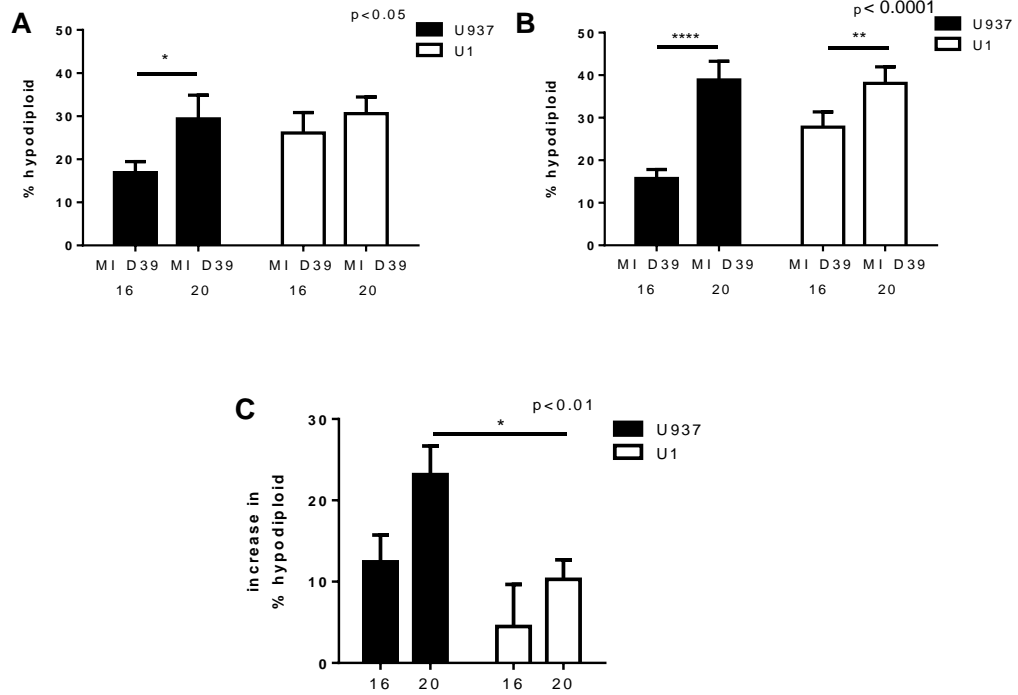 A
p<0.05
U937
U1
50
40
30
20
10
0
% hypodiploid
*
MI D39 MI D39 MI D39 MI D39
16 20 16 20
B
p< 0.0001
U937
U1
50
40
30
20
10
0
% hypodiploid
****
**
MI D39 MI D39 MI D39 MI D39
16 20 16 20
C
p<0.01
U937
U1
30
20
10
0
increase in
% hypodiploid
*
16 20 16 20